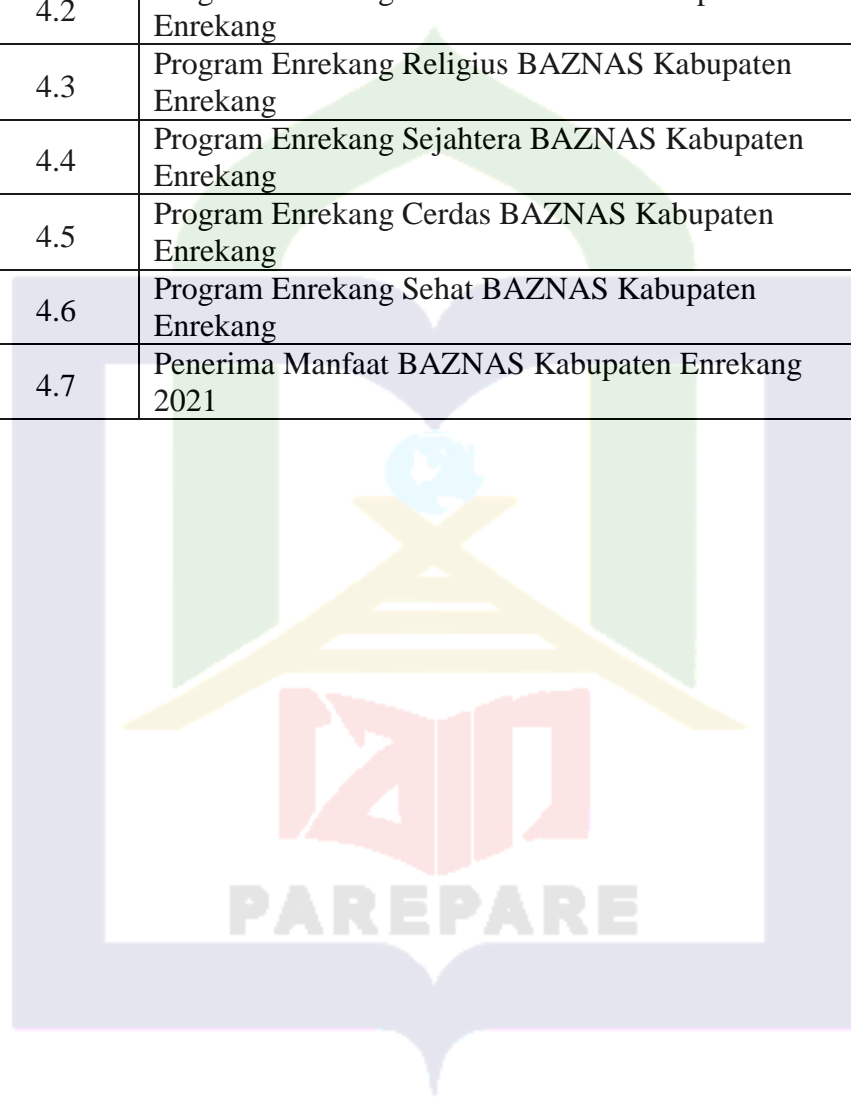 4.2
Enrekang
4.3
Program Enrekang Religius BAZNAS Kabupaten
Enrekang
4.4
Program Enrekang Sejahtera BAZNAS Kabupaten
Enrekang
4.5
Program Enrekang Cerdas BAZNAS Kabupaten
Enrekang
4.6
Program Enrekang Sehat BAZNAS Kabupaten
Enrekang
4.7
Penerima Manfaat BAZNAS Kabupaten Enrekang
2021
iain
PAREPARE